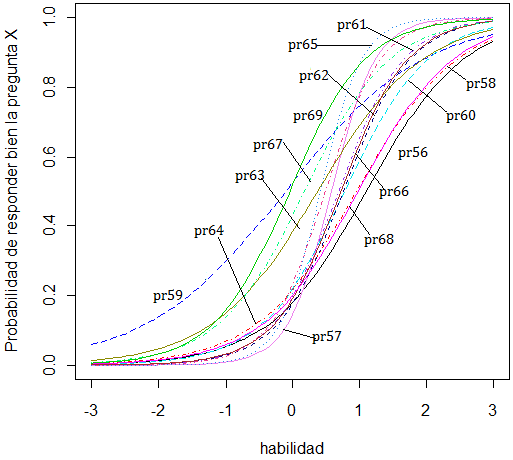 Probabilidad de responder bien la pregunta X
1.0
0.8
0.6
0.4
0.2
0.0
pr61
pr65
pr62
pr58
pr60
pr69
pr67
pr56
pr63
pr66
pr64
pr68
pr59
pr57
-3
-2
-1
0
1
2
3
habilidad